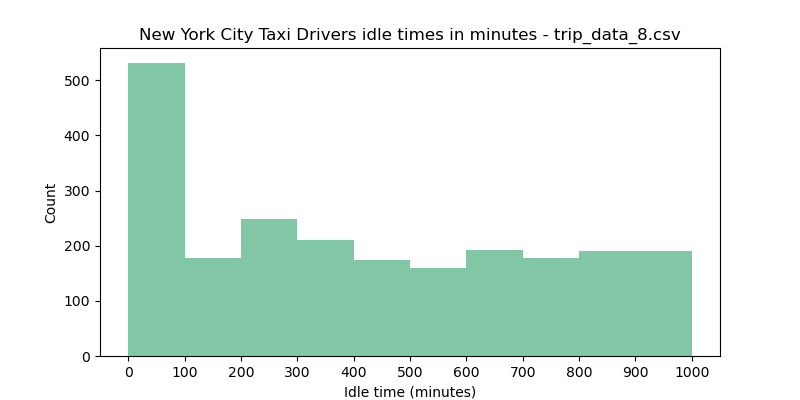 New York City Taxi Drivers idle times in minutes - trip_data_8.csv
500
400
300
200
100
0
Count
0 100 200 300 400 500 600 700 800 900 1000
Idle time (minutes)